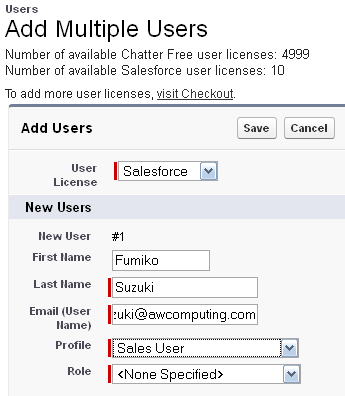 Users
Add Multiple Users
Number of available Chatter Free user licenses: 4999
Number of available Salesforce user licenses: 10
To add more user licenses, visit Checkout.
Add Users
Save
Cancel
User License
Salesforce
New Users
New User #1
First Name Fumiko
Last Name Suzuki
Email (User Name) zuki@awcomputing.com
Profile Sales User
Role <None Specified>